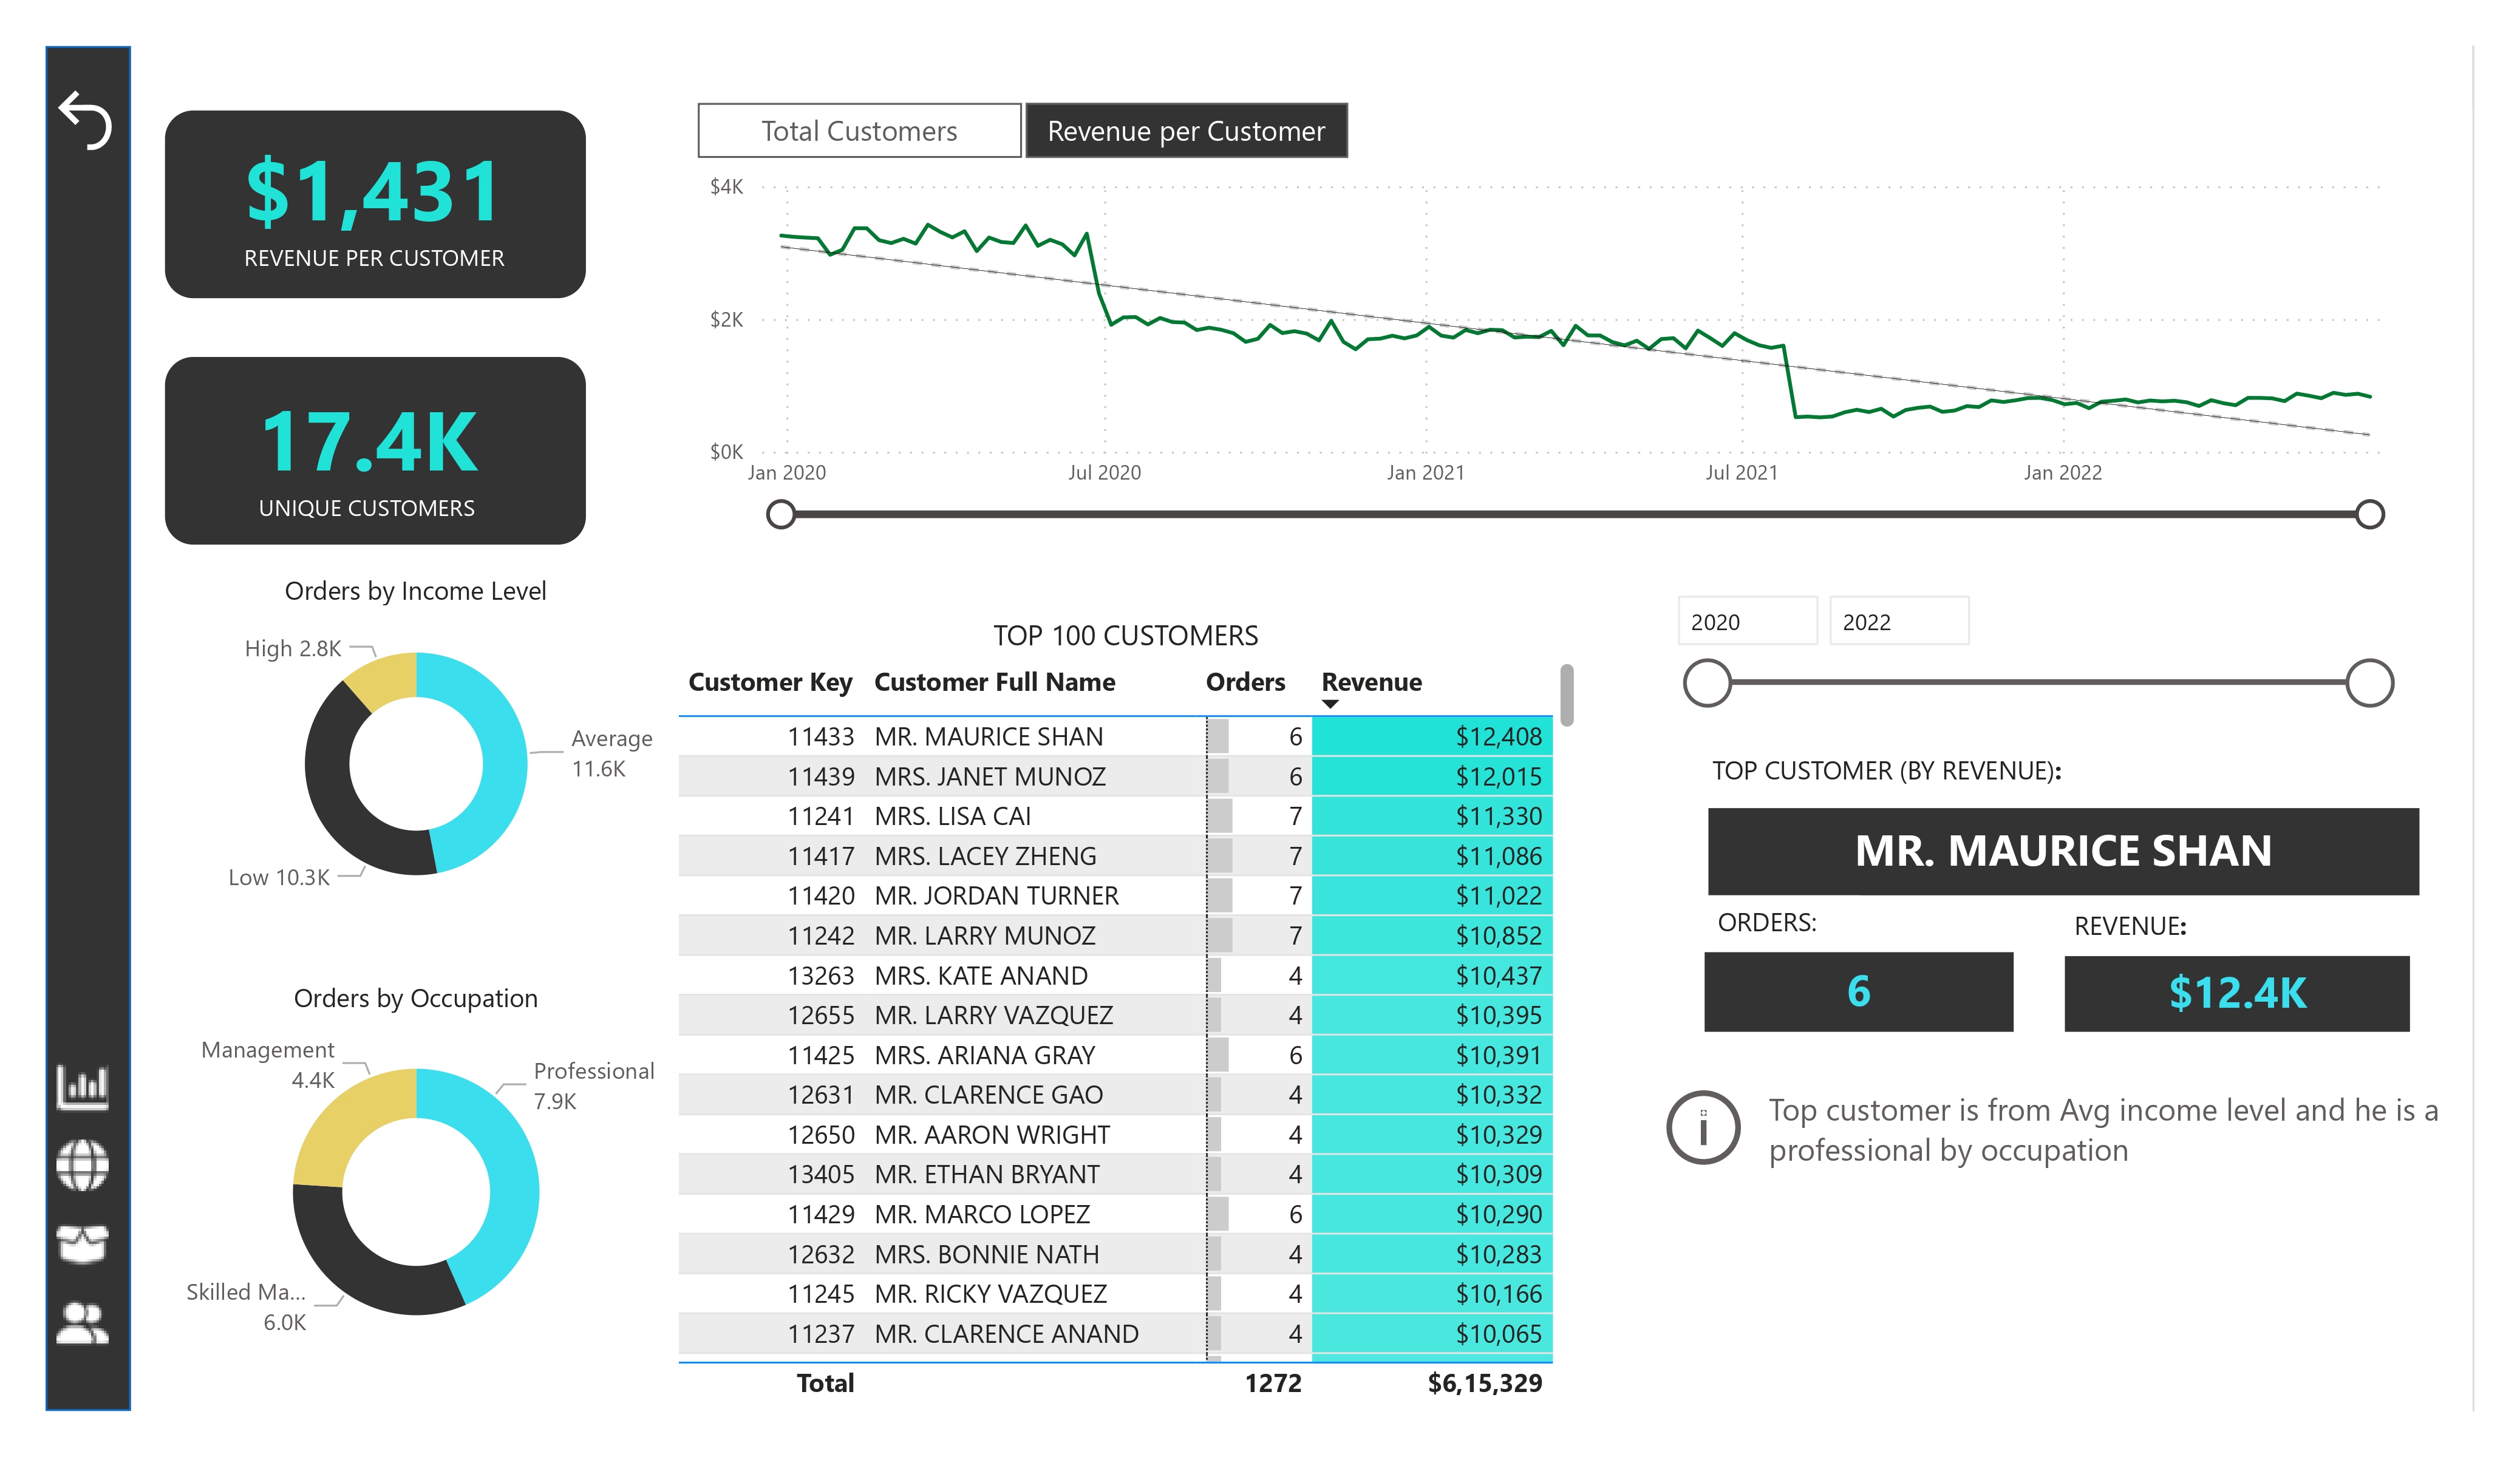 $1,431
REVENUE PER CUSTOMER
17.4K
UNIQUE CUSTOMERS
Total Customers
Revenue per Customer
$4K
$2K
$0K
Jan 2020
Jul 2020
Jan 2021
Jul 2021
Jan 2022
Orders by Income Level
High 2.8K
Average
11.6K
Low 10.3K
Orders by Occupation
Management
4.4K
Professional
7.9K
Skilled Ma...
6.0K
TOP 100 CUSTOMERS
Customer Key Customer Full Name Orders Revenue
11433 MR. MAURICE SHAN 6 $12,408
11439 MRS. JANET MUNOZ 6 $12,015
11241 MRS. LISA CAI 7 $11,330
11417 MRS. LACEY ZHENG 7 $11,086
11420 MR. JORDAN TURNER 7 $11,022
11242 MR. LARRY MUNOZ 7 $10,852
13263 MRS. KATE ANAND 4 $10,437
12655 MR. LARRY VAZQUEZ 4 $10,395
11425 MRS. ARIANA GRAY 6 $10,391
12631 MR. CLARENCE GAO 4 $10,332
12650 MR. AARON WRIGHT 4 $10,329
13405 MR. ETHAN BRYANT 4 $10,309
11429 MR. MARCO LOPEZ 6 $10,290
12632 MRS. BONNIE NATH 4 $10,283
11245 MR. RICKY VAZQUEZ 4 $10,166
11237 MR. CLARENCE ANAND 4 $10,065
Total 1272 $6,15,329
2020
2022
TOP CUSTOMER (BY REVENUE):
MR. MAURICE SHAN
ORDERS:
6
REVENUE:
$12.4K
Top customer is from Avg income level and he is a
professional by occupation